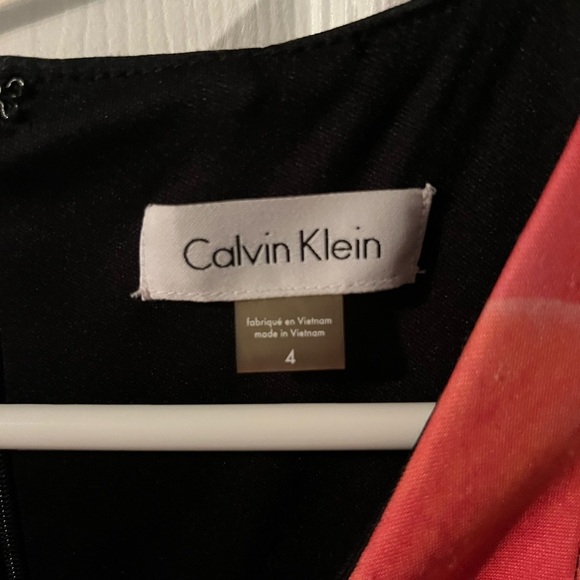 Calvin Klein
fabriqué en Vietnam
made in Vietnam
4